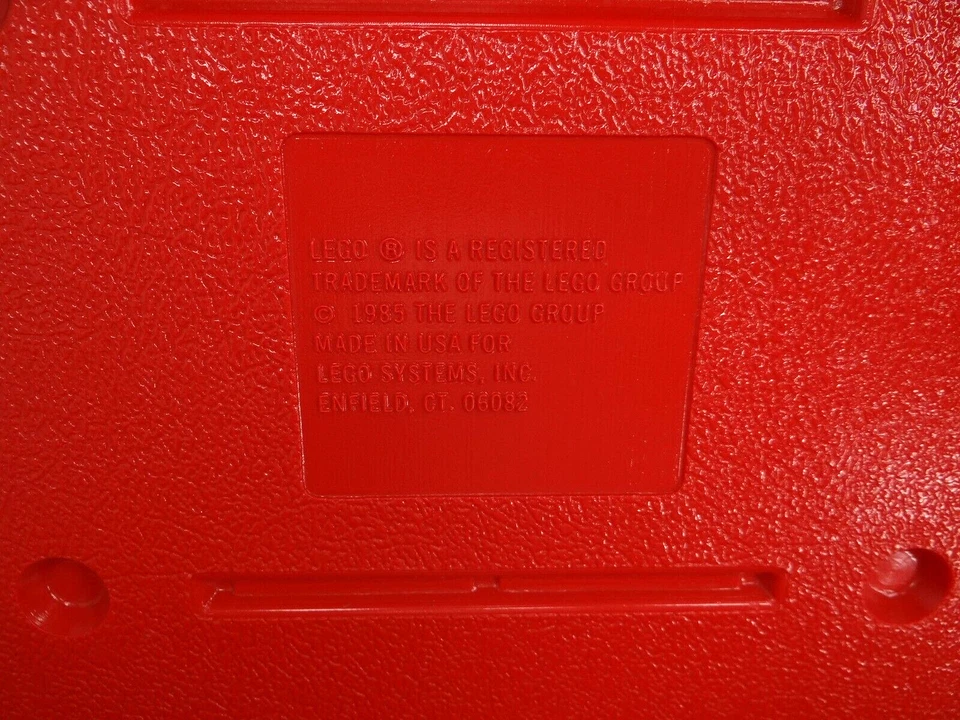 LEGO ® IS A REGISTERED
TRADEMARK OF THE LEGO GROUP
© 1985 THE LEGO GROUP
MADE IN USA FOR
LEGO SYSTEMS, INC.
ENFIELD, CT. 06082